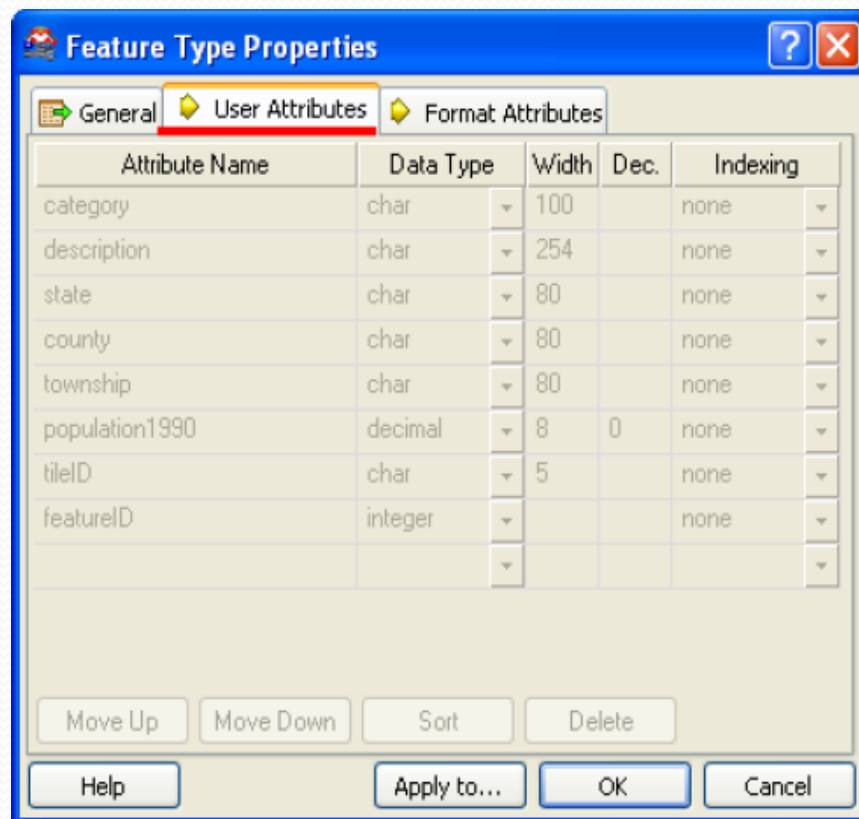 Feature Type Properties
General User Attributes Format Attributes
Attribute Name Data Type Width Dec. Indexing
category char 100 none
description char 254 none
state char 80 none
county char 80 none
township char 80 none
population1990 decimal 8 0 none
tileID char 5 none
featureID integer none
Move Up Move Down Sort Delete
Help Apply to... OK Cancel